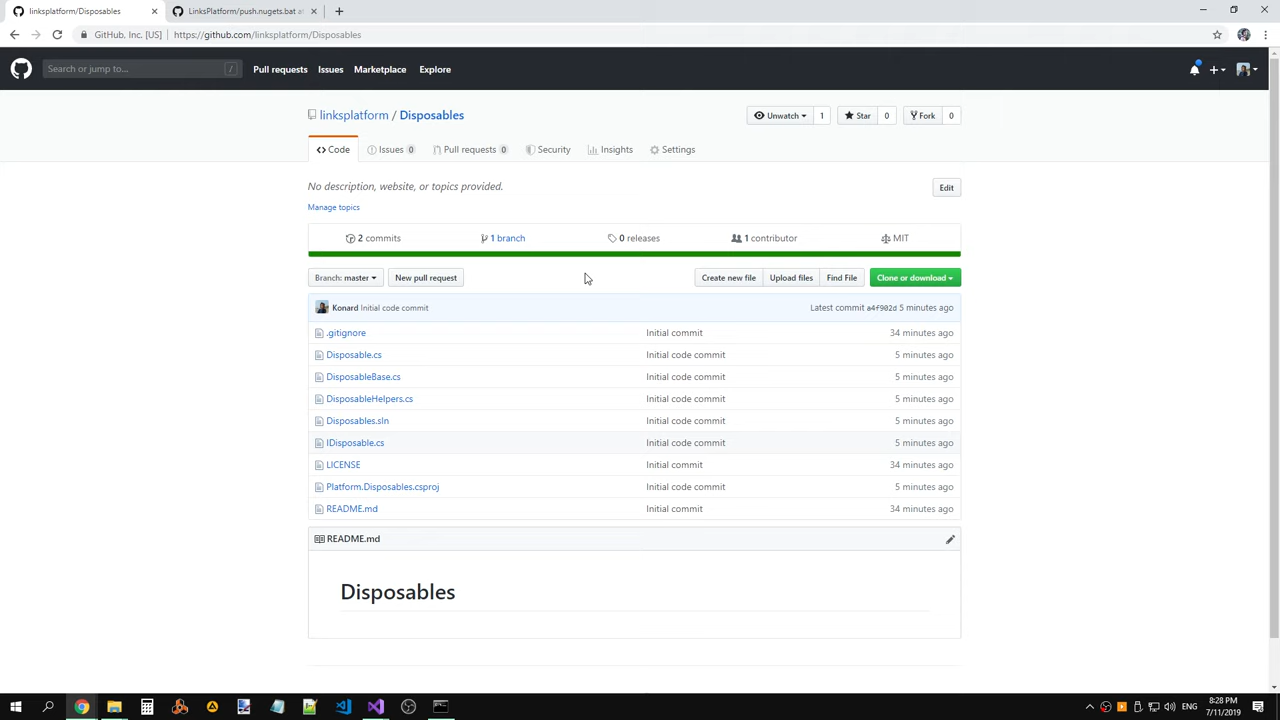 linksplatform/Disposables
LinksPlatform/push.nugets.bat at
GitHub, Inc. [US] | https://github.com/linksplatform/Disposables
Search or jump to... /
Pull requests Issues Marketplace Explore
linksplatform / Disposables
Unwatch 1 Star 0 Fork 0
Code Issues 0 Pull requests 0 Security Insights Settings
No description, website, or topics provided. Edit
Manage topics
2 commits 1 branch 0 releases 1 contributor MIT
Branch: master New pull request Create new file Upload files Find File Clone or download
Konard Initial code commit Latest commit a4f902d 5 minutes ago
.gitignore Initial commit 34 minutes ago
Disposable.cs Initial code commit 5 minutes ago
DisposableBase.cs Initial code commit 5 minutes ago
DisposableHelpers.cs Initial code commit 5 minutes ago
Disposables.sln Initial code commit 5 minutes ago
IDisposable.cs Initial code commit 5 minutes ago
LICENSE Initial commit 34 minutes ago
Platform.Disposables.csproj Initial code commit 5 minutes ago
README.md Initial commit 34 minutes ago
README.md
Disposables
ENG
8:28 PM
7/11/2019